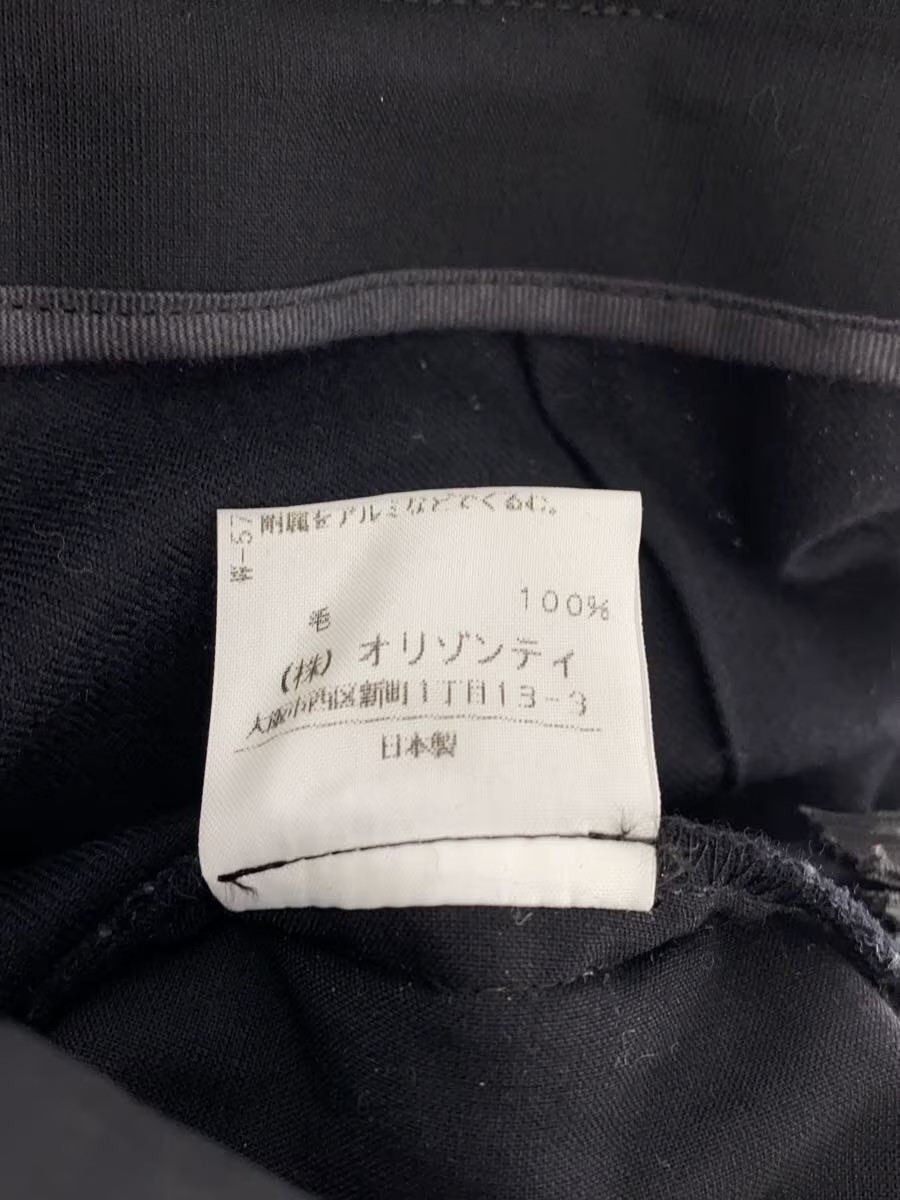 附属をアルミなどでくるむ。
毛 100%
(株) オリゾンティ
大阪市西区新町1丁目13-3
日本製